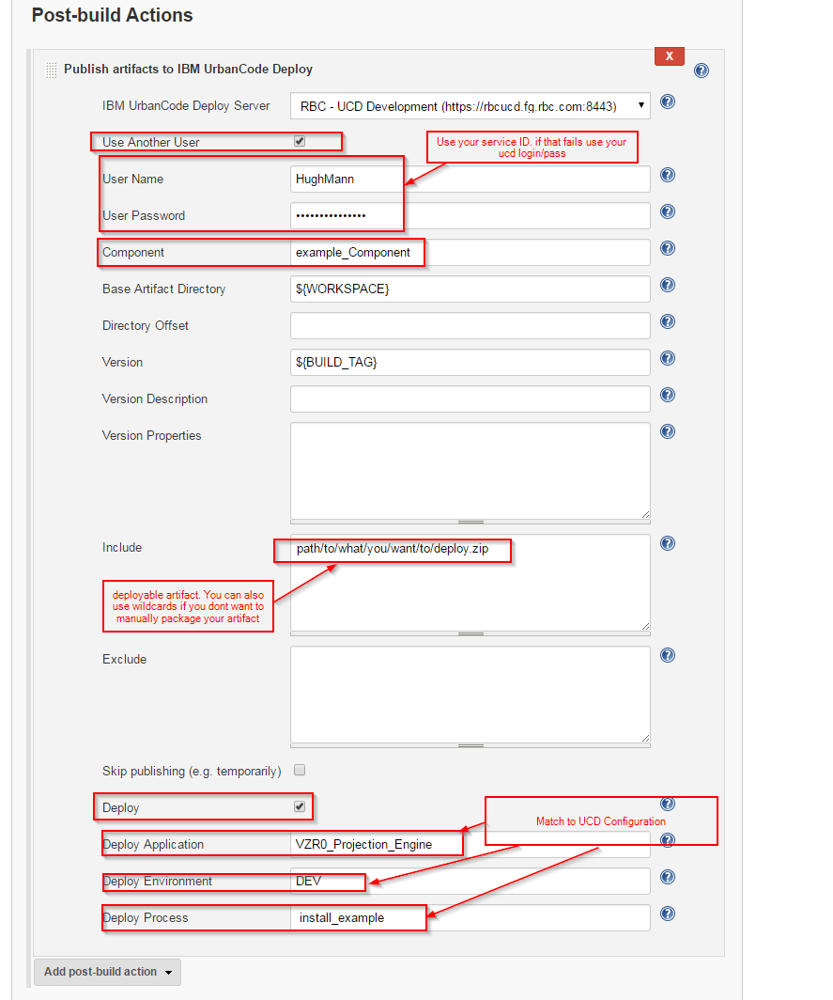 Post-build Actions
X
Publish artifacts to IBM UrbanCode Deploy
?
IBM UrbanCode Deploy Server RBC - UCD Development (https://rbcucd.fg.rbc.com:8443) ▼ ?
Use Another User
Use your service ID. if that fails use your
ucd login/pass
User Name HughMann ?
User Password ••••••••••••••• ?
Component example_Component ?
Base Artifact Directory ${WORKSPACE} ?
Directory Offset ?
Version ${BUILD_TAG} ?
Version Description ?
Version Properties ?
Include path/to/what/you/want/to/deploy.zip ?
deployable artifact. You can also
use wildcards if you dont want to
manually package your artifact
Exclude ?
Skip publishing (e.g. temporarily)
Deploy ?
Match to UCD Configuration
Deploy Application VZR0_Projection_Engine ?
Deploy Environment DEV ?
Deploy Process install_example ?
Add post-build action